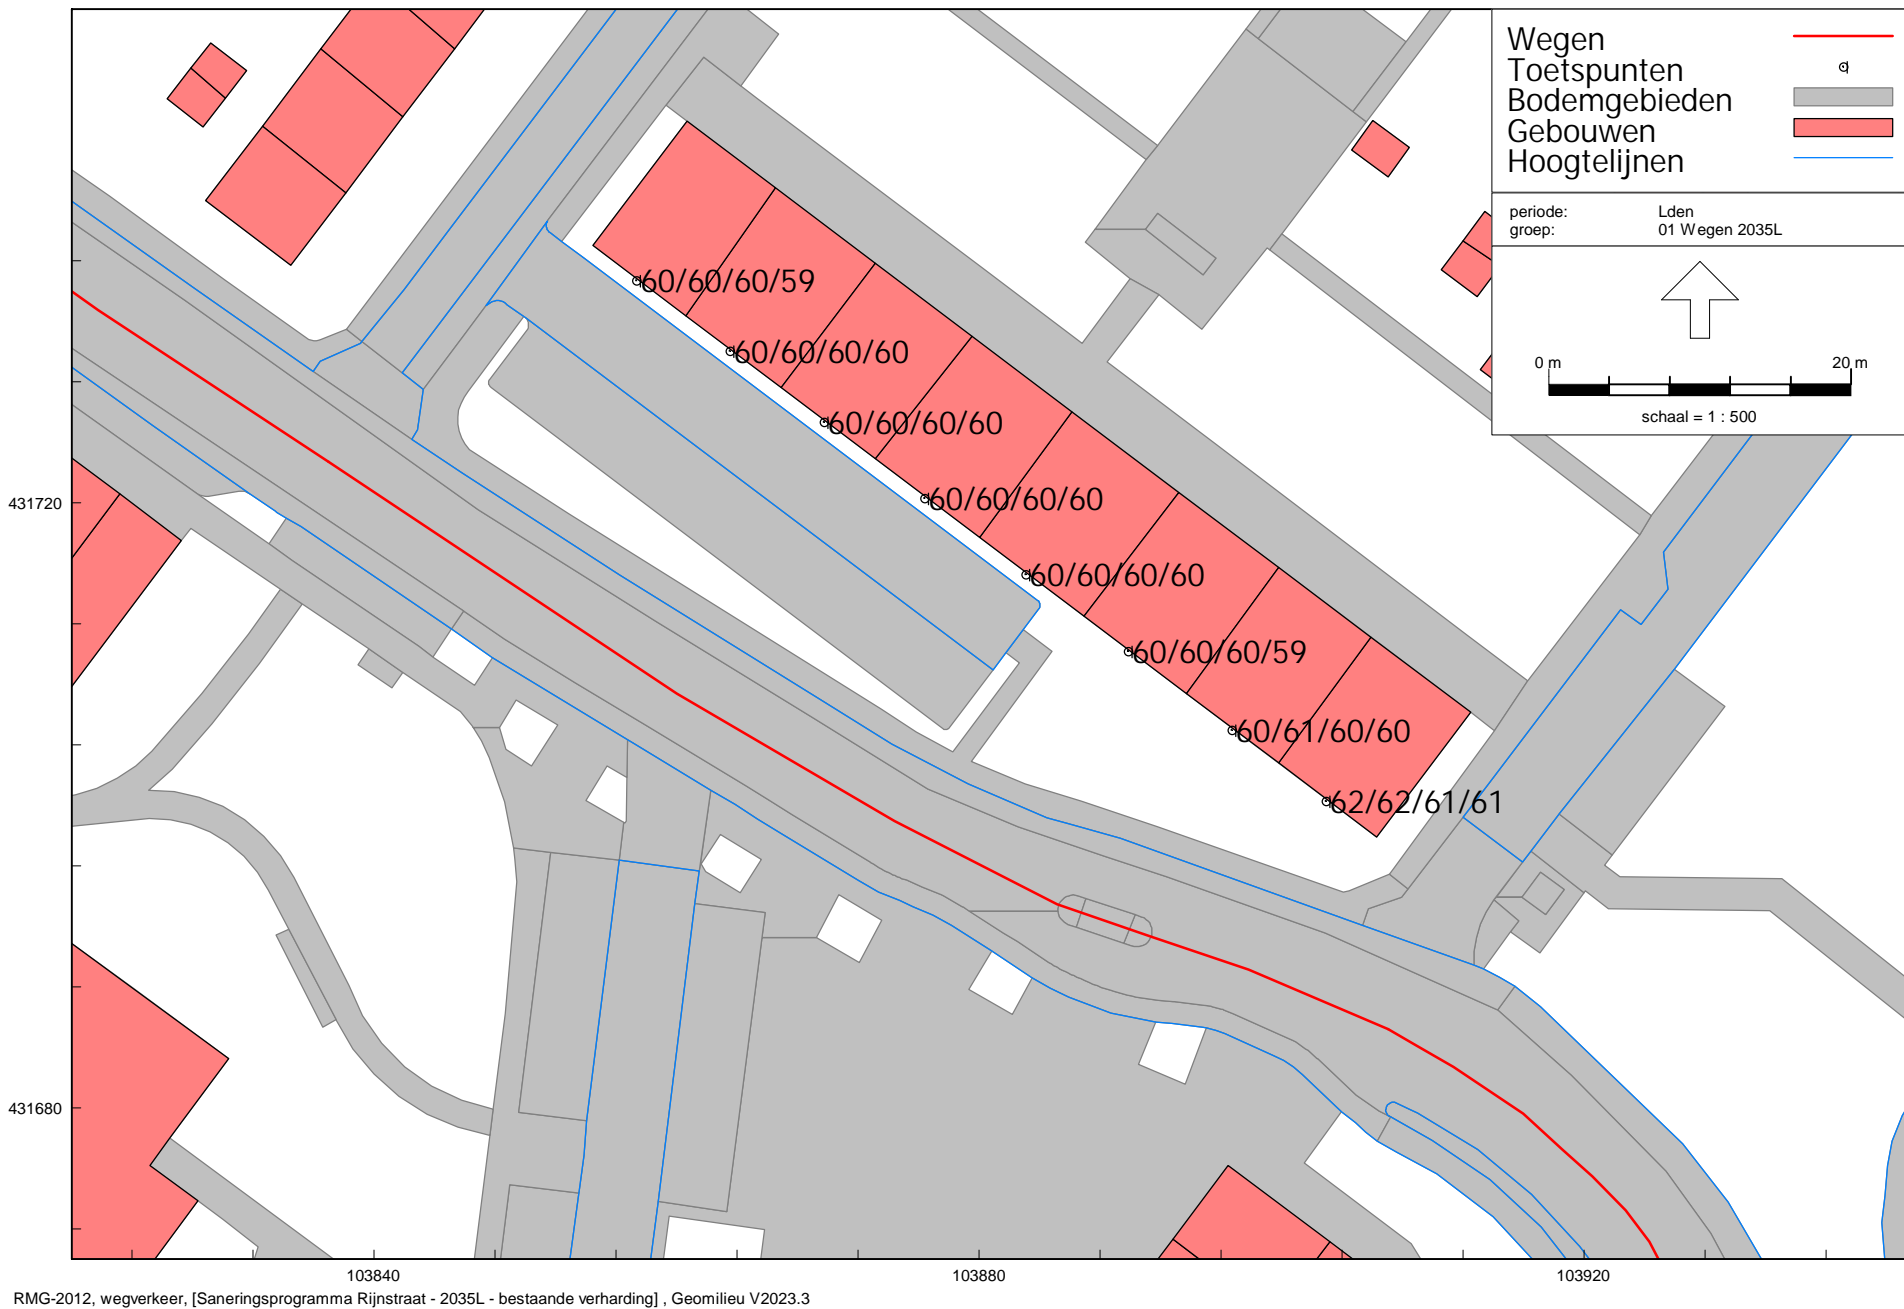 Wegen
Toetspunten
Bodemgebieden
Gebouwen
Hoogtelijnen
periode: Lden
groep: 01 Wegen 2035L
0 m 20 m
schaal = 1 : 500
60/60/60/59
60/60/60/60
60/60/60/60
60/60/60/60
60/60/60/60
60/60/60/59
60/61/60/60
62/62/61/61
431720
431680
103840 103880 103920
RMG-2012, wegverkeer, [Saneringsprogramma Rijnstraat - 2035L - bestaande verharding] , Geomilieu V2023.3